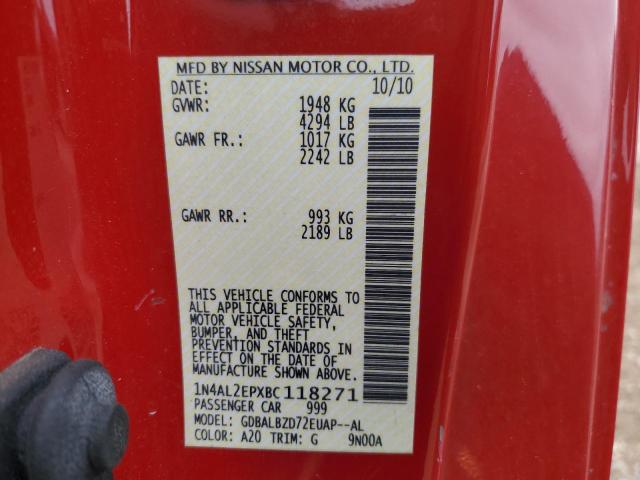 MFD BY NISSAN MOTOR CO., LTD.
DATE: 10/10
GVWR: 1948 KG
4294 LB
GAWR FR.: 1017 KG
2242 LB
GAWR RR.: 993 KG
2189 LB
THIS VEHICLE CONFORMS TO
ALL APPLICABLE FEDERAL
MOTOR VEHICLE SAFETY,
BUMPER, AND THEFT
PREVENTION STANDARDS IN
EFFECT ON THE DATE OF
MANUFACTURE SHOWN ABOVE.
1N4AL2EPXBC118271
PASSENGER CAR 999
MODEL: GDBALBZD72EUAP--AL
COLOR: A20 TRIM: G 9N00A